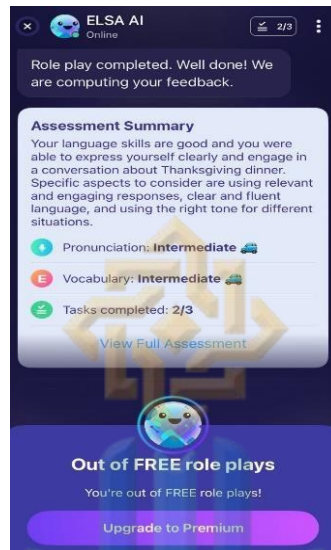 ELSA AI
Online
2/3
Role play completed. Well done! We
are computing your feedback.
Assessment Summary
Your language skills are good and you were
able to express yourself clearly and engage in
a conversation about Thanksgiving dinner.
Specific aspects to consider are using relevant
and engaging responses, clear and fluent
language, and using the right tone for different
situations.
Pronunciation: Intermediate 🚙
E Vocabulary: Intermediate 🚙
Tasks completed: 2/3
View Full Assessment
Out of FREE role plays
You're out of FREE role plays!
Upgrade to Premium